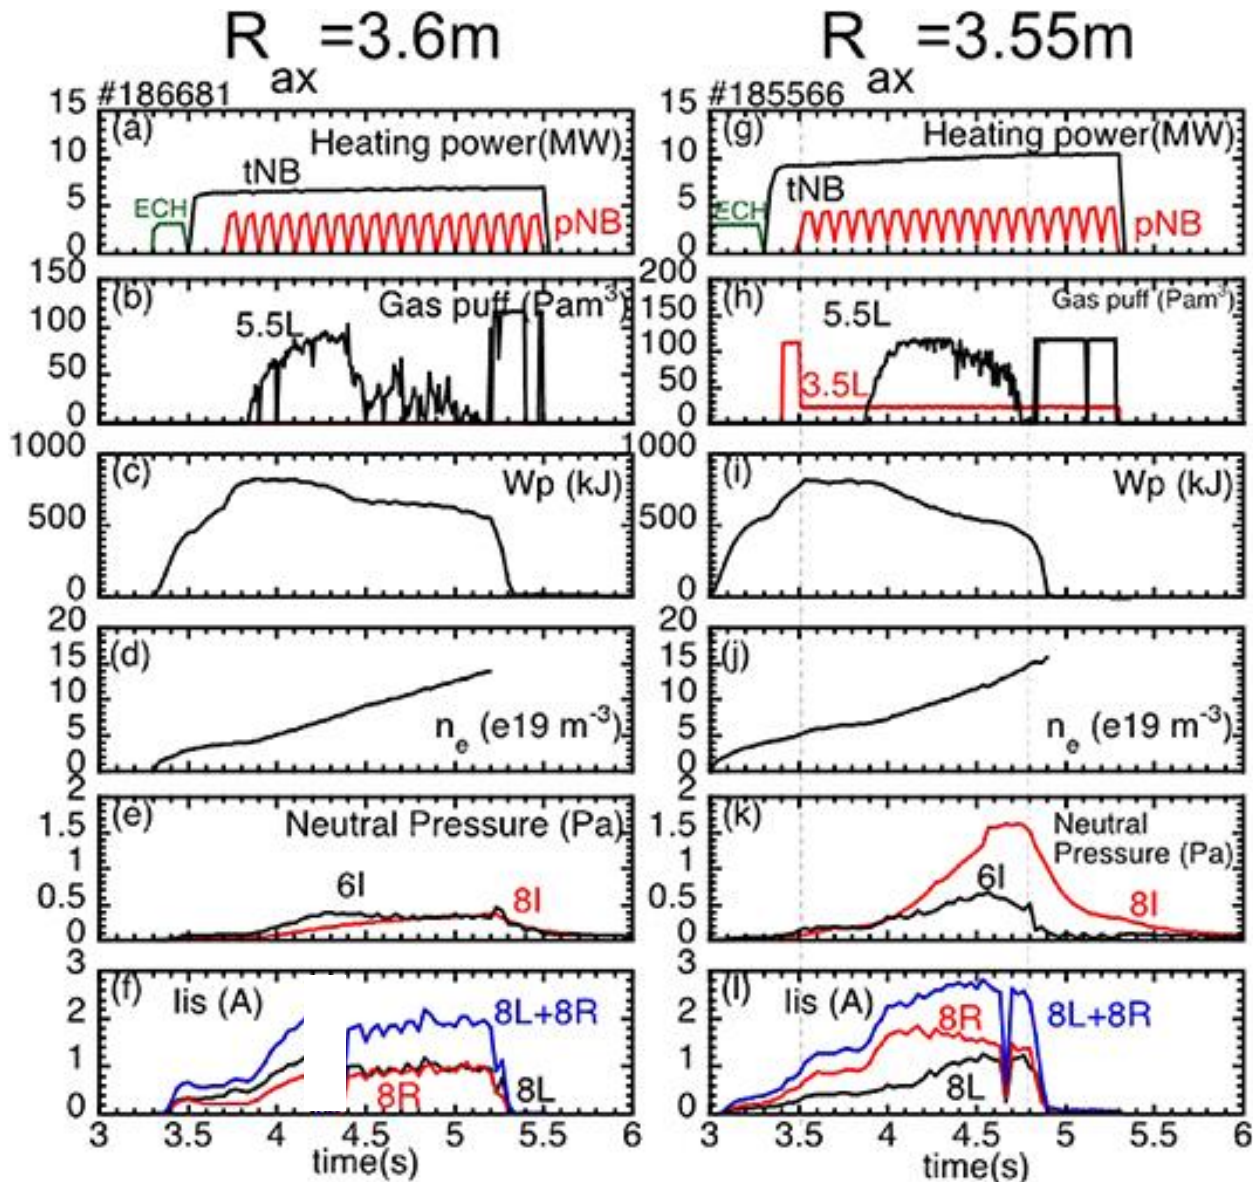 R =3.6m
ax
#186681
15
(a)
Heating power(MW)
10
tNB
5
ECH
pNB
0
150
(b)
Gas puff (Pam³)
100
5.5L
50
0
1000
(c)
Wp (kJ)
500
0
20
(d)
15
10
n_e (e19 m⁻³)
5
0
2
(e)
Neutral Pressure (Pa)
1.5
1
6I
0.5
8I
0
3
(f)
Iis (A)
2
8L+8R
1
8R
8L
0
3 3.5 4 4.5 5 5.5 6
time(s)
R =3.55m
ax
#185566
15
(g)
Heating power(MW)
10
tNB
5
ECH
pNB
0
200
(h)
Gas puff (Pam³)
150
5.5L
100
50
3.5L
0
1000
(i)
Wp (kJ)
500
0
20
(j)
15
10
n_e (e19 m⁻³)
5
0
2
(k)
Neutral
Pressure (Pa)
1.5
1
6I
0.5
8I
0
3
(l)
Iis (A)
2
8R
8L+8R
1
8L
0
3 3.5 4 4.5 5 5.5 6
time(s)